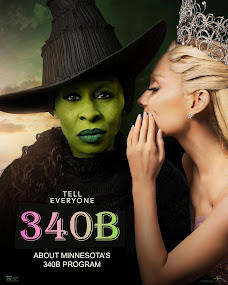 TELL
EVERYONE
340B
ABOUT MINNESOTA'S
340B PROGRAM